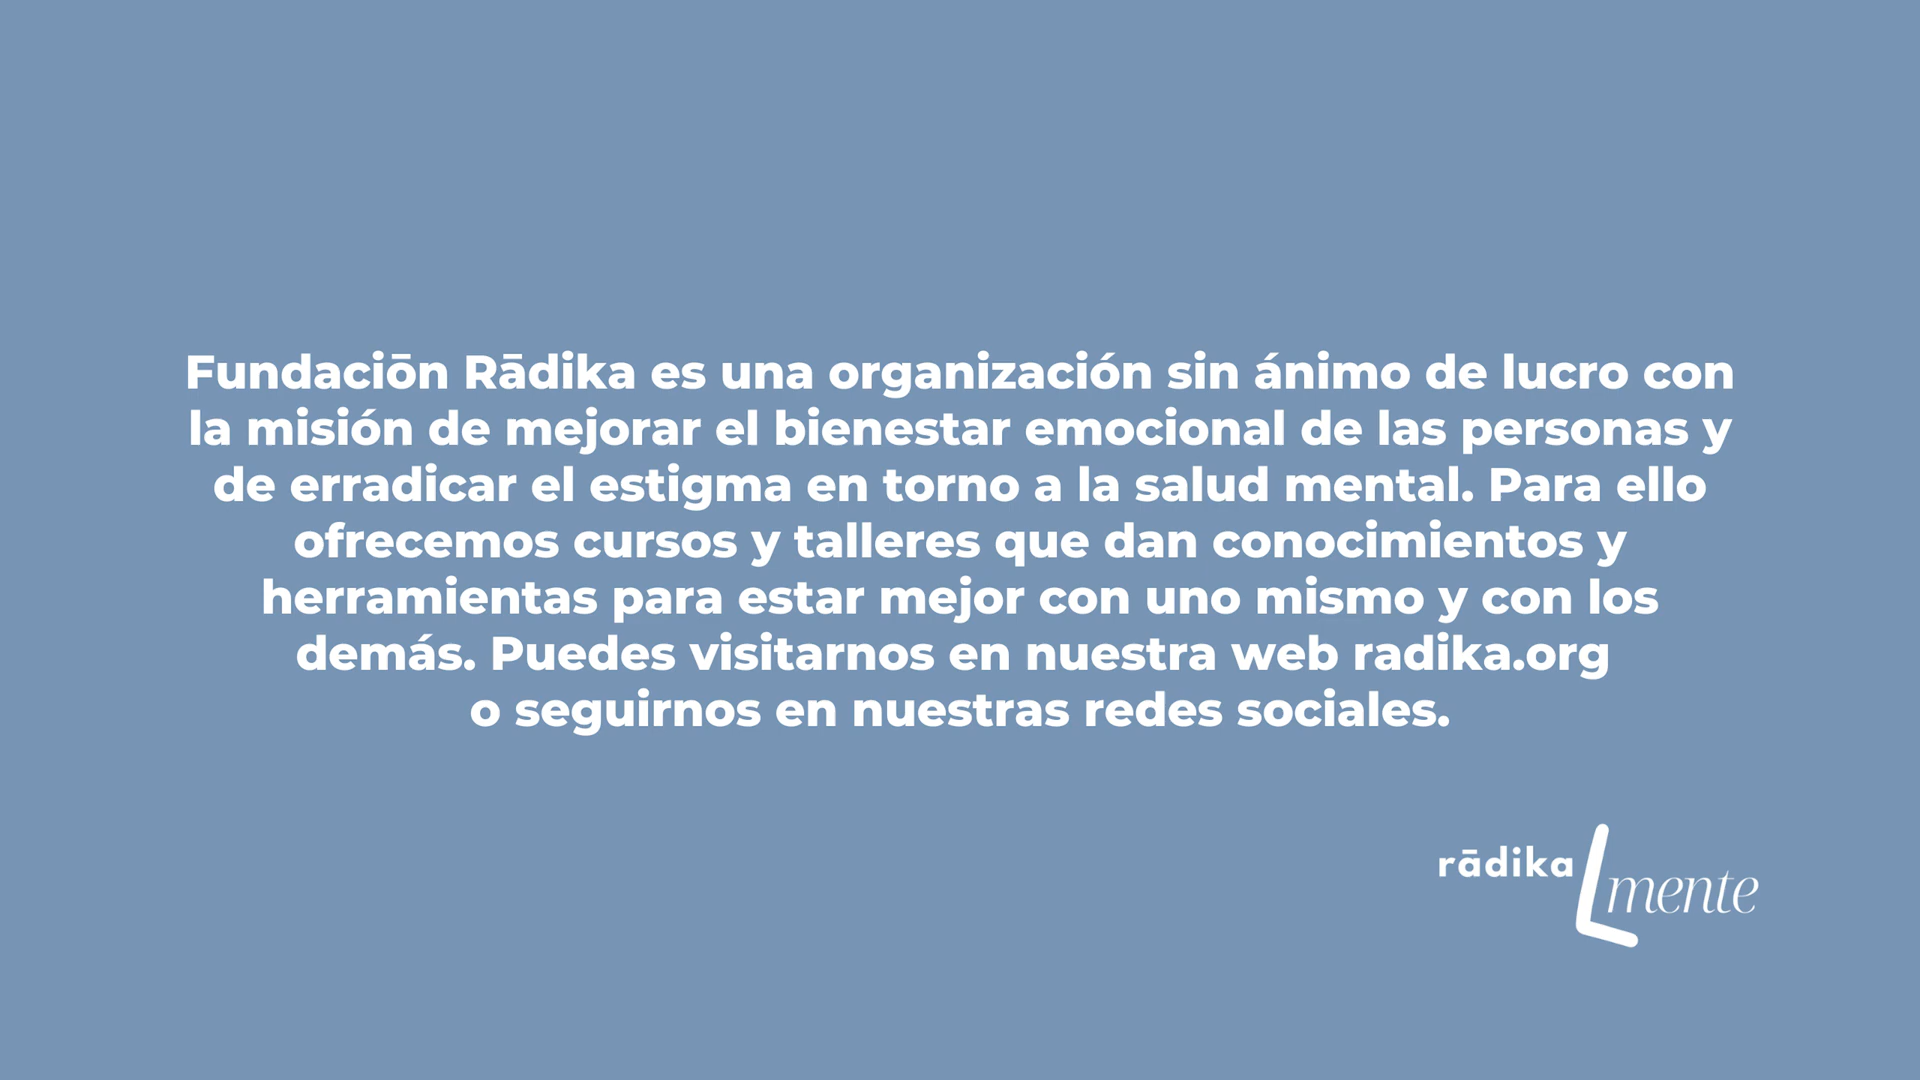 Fundaciōn Rādika es una organización sin ánimo de lucro con
la misión de mejorar el bienestar emocional de las personas y
de erradicar el estigma en torno a la salud mental. Para ello
ofrecemos cursos y talleres que dan conocimientos y
herramientas para estar mejor con uno mismo y con los
demás. Puedes visitarnos en nuestra web radika.org
o seguirnos en nuestras redes sociales.
rādikaLmente